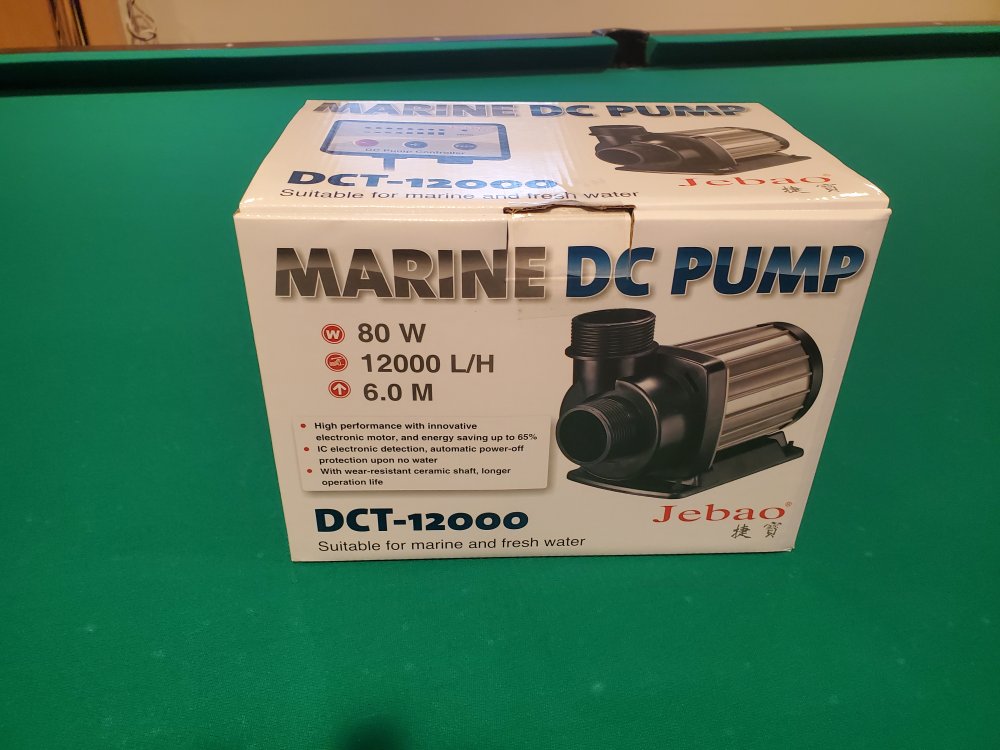 MARINE DC PUMP
DC Pump Controller
DCT-12000
Suitable for marine and fresh water
Jebao®
捷寶
MARINE DC PUMP
W 80 W
12000 L/H
6.0 M
• High performance with innovative
electronic motor, and energy saving up to 65%
• IC electronic detection, automatic power-off
protection upon no water
• With wear-resistant ceramic shaft, longer
operation life
DCT-12000
Suitable for marine and fresh water
Jebao®
捷寶